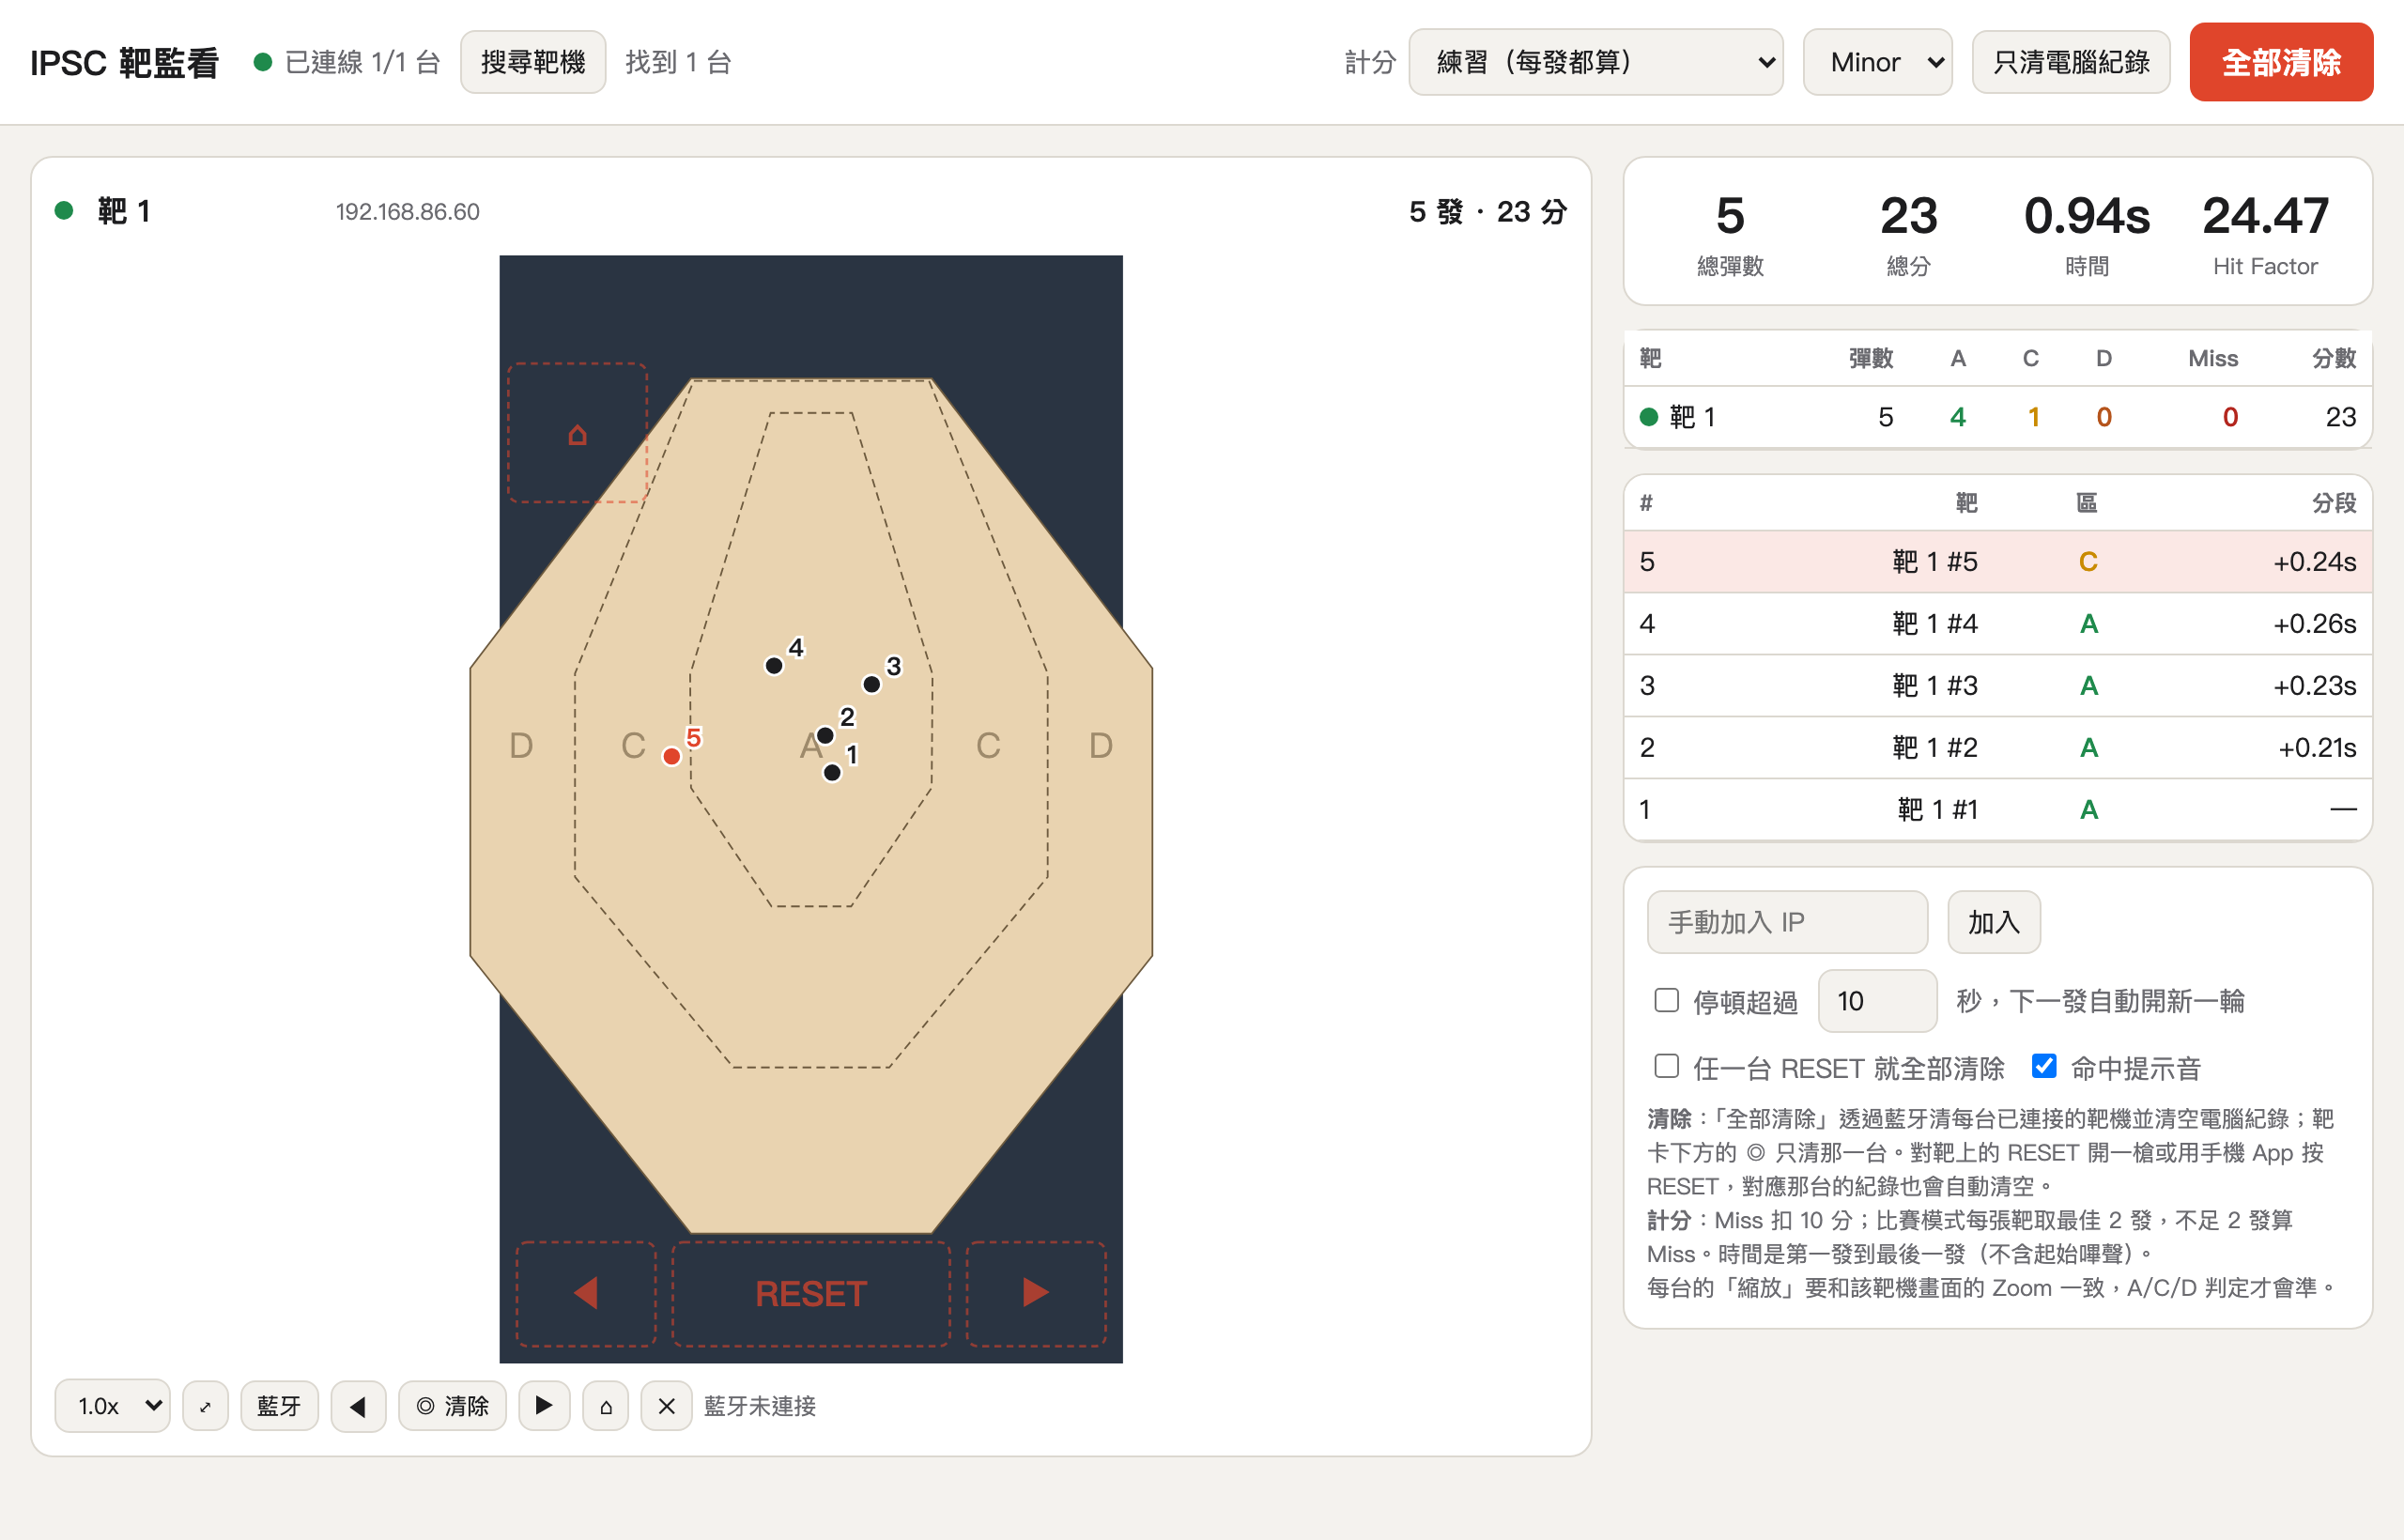 IPSC 靶監看 已連線 1/1 台 搜尋靶機 找到 1 台 計分 練習（每發都算） Minor 只清電腦紀錄 全部清除
靶 1 192.168.86.60 5 發 · 23 分
4
3
2
D C 5 A 1 C D
◀ RESET ▶
1.0x ⤢ 藍牙 ◀ ◎ 清除 ▶ ⌂ ✕ 藍牙未連接
5 23 0.94s 24.47
總彈數 總分 時間 Hit Factor
靶 彈數 A C D Miss 分數
靶 1 5 4 1 0 0 23
# 靶 區 分段
5 靶 1 #5 C +0.24s
4 靶 1 #4 A +0.26s
3 靶 1 #3 A +0.23s
2 靶 1 #2 A +0.21s
1 靶 1 #1 A —
手動加入 IP 加入
停頓超過 10 秒，下一發自動開新一輪
任一台 RESET 就全部清除 命中提示音
清除：「全部清除」透過藍牙清每台已連接的靶機並清空電腦紀錄；靶
卡下方的 ◎ 只清那一台。對靶上的 RESET 開一槍或用手機 App 按
RESET，對應那台的紀錄也會自動清空。
計分：Miss 扣 10 分；比賽模式每張靶取最佳 2 發，不足 2 發算
Miss。時間是第一發到最後一發（不含起始嗶聲）。
每台的「縮放」要和該靶機畫面的 Zoom 一致，A/C/D 判定才會準。